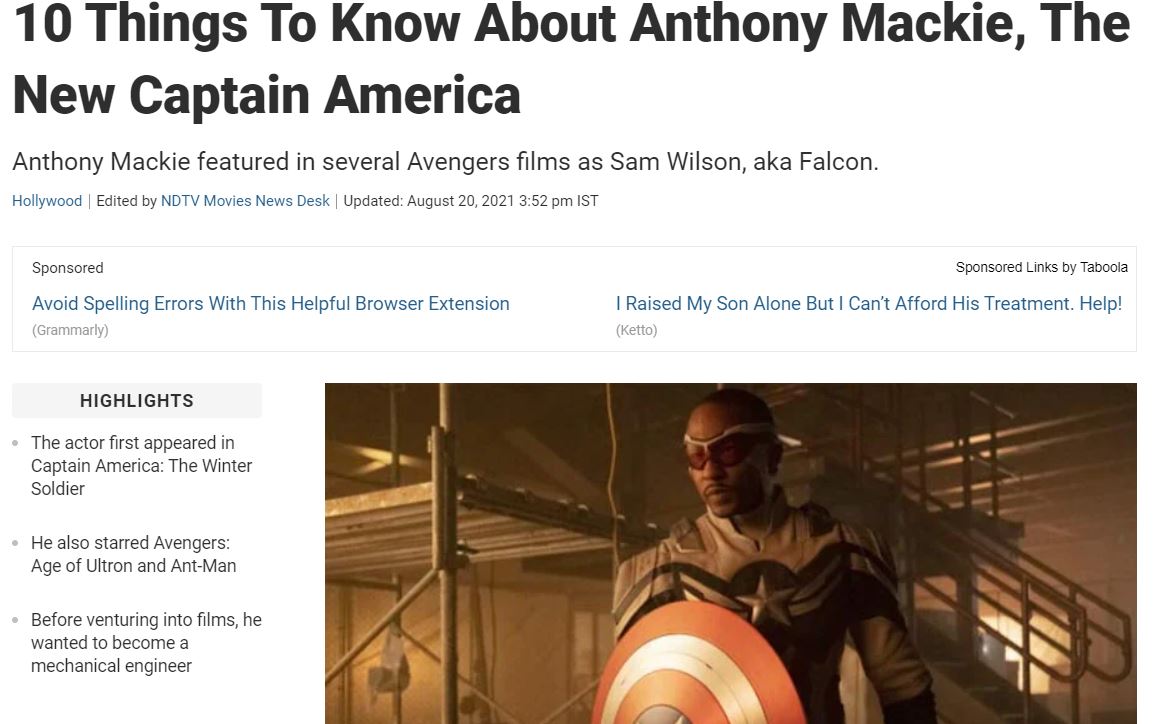 10 Things To Know About Anthony Mackie, The
New Captain America
Anthony Mackie featured in several Avengers films as Sam Wilson, aka Falcon.
Hollywood | Edited by NDTV Movies News Desk | Updated: August 20, 2021 3:52 pm IST
Sponsored
Sponsored Links by Taboola
Avoid Spelling Errors With This Helpful Browser Extension
(Grammarly)
I Raised My Son Alone But I Can't Afford His Treatment. Help!
(Ketto)
HIGHLIGHTS
The actor first appeared in
Captain America: The Winter
Soldier
He also starred Avengers:
Age of Ultron and Ant-Man
Before venturing into films, he
wanted to become a
mechanical engineer